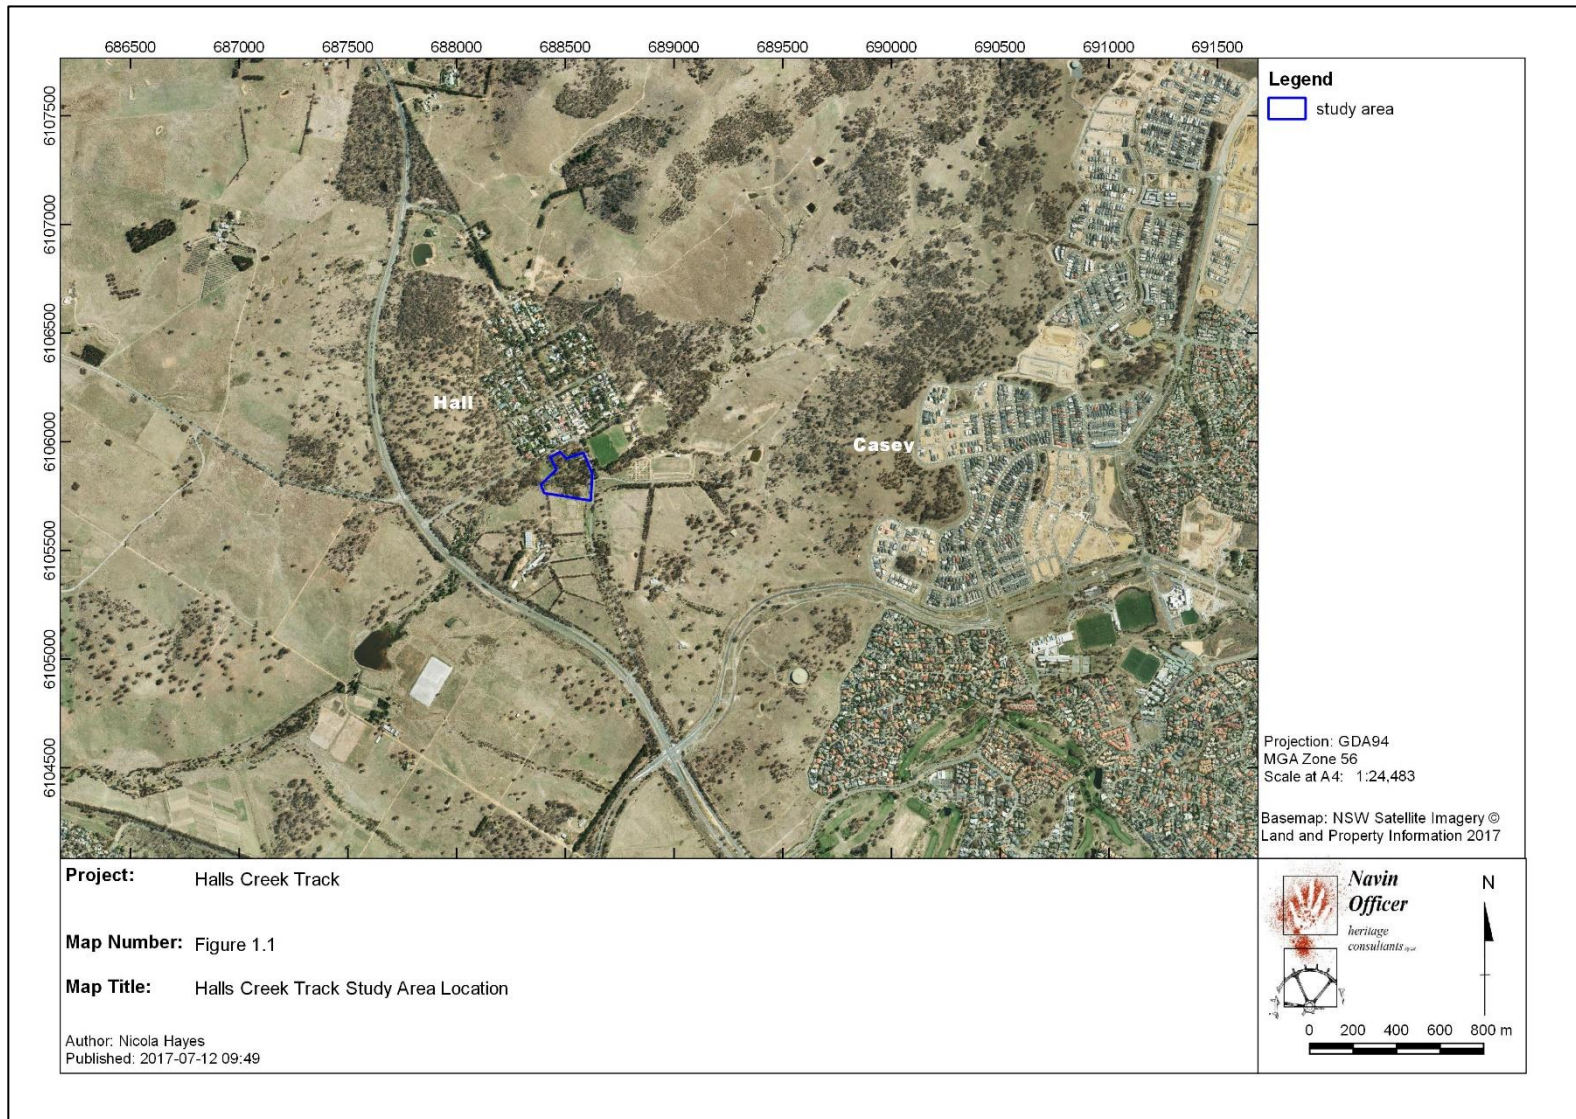 686500 687000 687500 688000 688500 689000 689500 690000 690500 691000 691500
6107500
6107000
6106500
6106000
6105500
6105000
6104500
Hall
Casey
Legend
study area
Projection: GDA94
MGA Zone 56
Scale at A4: 1:24,483
Basemap: NSW Satellite Imagery ©
Land and Property Information 2017
Project: Halls Creek Track
Map Number: Figure 1.1
Map Title: Halls Creek Track Study Area Location
Author: Nicola Hayes
Published: 2017-07-12 09:49
Navin
Officer
heritage
consultants
N
0 200 400 600 800 m